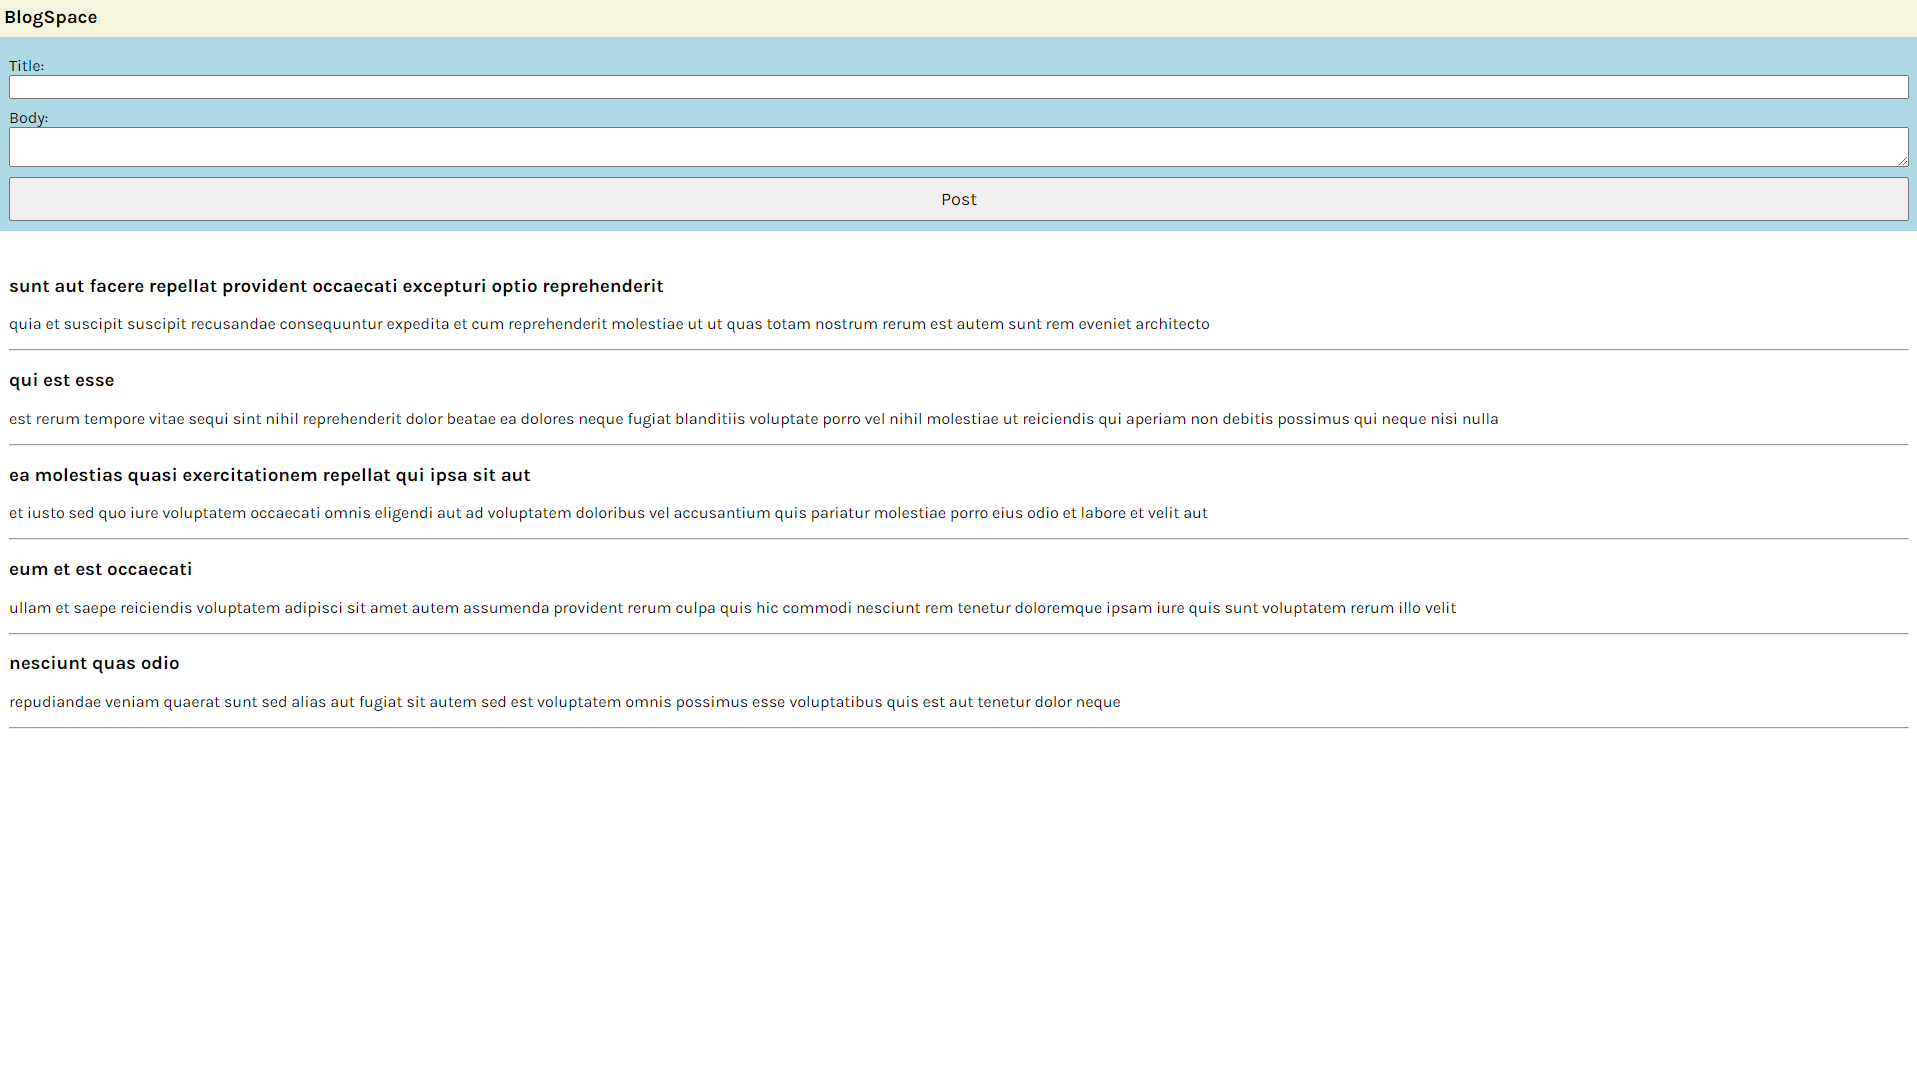 BlogSpace
Title:
Body:
Post
sunt aut facere repellat provident occaecati excepturi optio reprehenderit
quia et suscipit suscipit recusandae consequuntur expedita et cum reprehenderit molestiae ut ut quas totam nostrum rerum est autem sunt rem eveniet architecto
qui est esse
est rerum tempore vitae sequi sint nihil reprehenderit dolor beatae ea dolores neque fugiat blanditiis voluptate porro vel nihil molestiae ut reiciendis qui aperiam non debitis possimus qui neque nisi nulla
ea molestias quasi exercitationem repellat qui ipsa sit aut
et iusto sed quo iure voluptatem occaecati omnis eligendi aut ad voluptatem doloribus vel accusantium quis pariatur molestiae porro eius odio et labore et velit aut
eum et est occaecati
ullam et saepe reiciendis voluptatem adipisci sit amet autem assumenda provident rerum culpa quis hic commodi nesciunt rem tenetur doloremque ipsam iure quis sunt voluptatem rerum illo velit
nesciunt quas odio
repudiandae veniam quaerat sunt sed alias aut fugiat sit autem sed est voluptatem omnis possimus esse voluptatibus quis est aut tenetur dolor neque